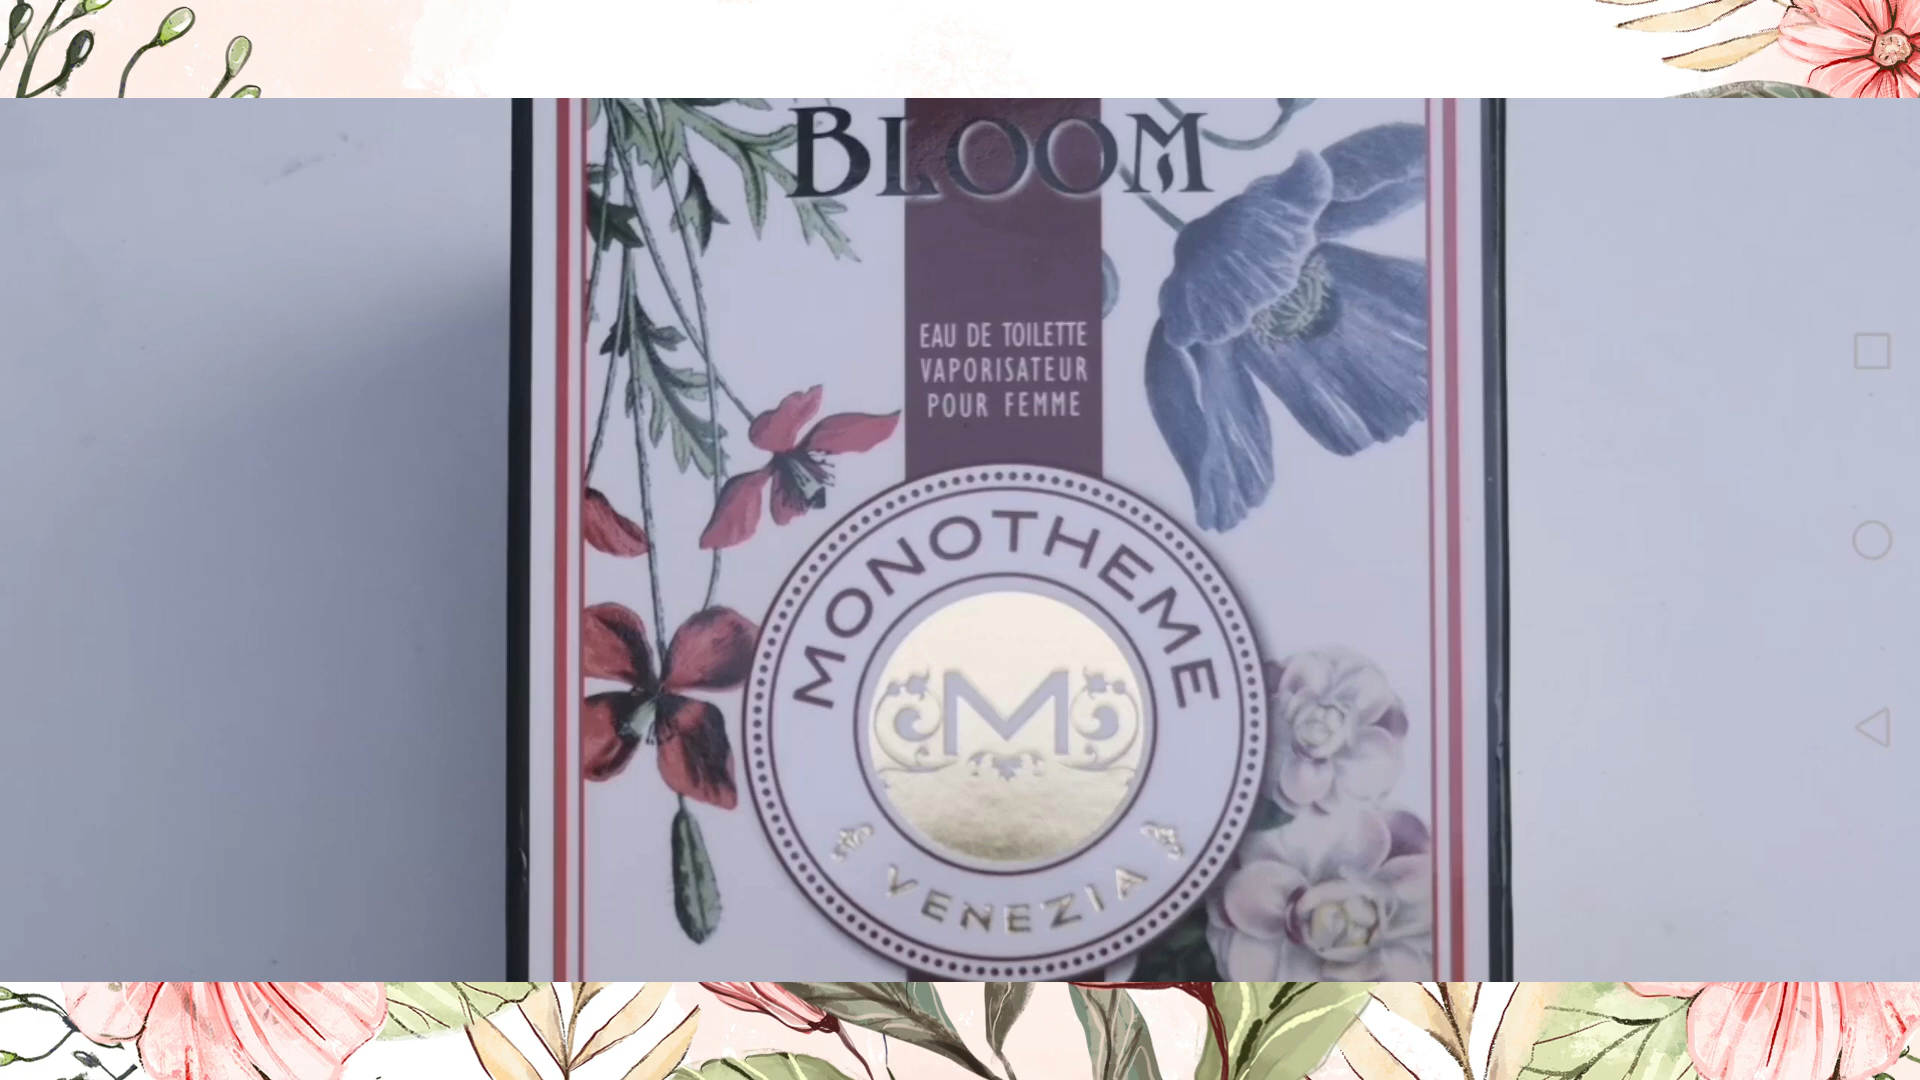 BLOOM
EAU DE TOILETTE
VAPORISATEUR
POUR FEMME
MONOTHEME
M
VENEZIA